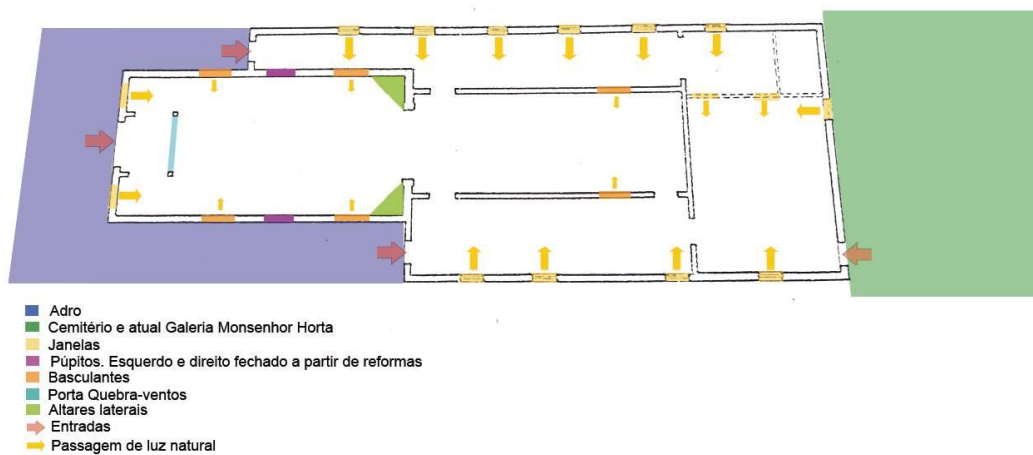 Adro
Cemitério e atual Galeria Monsenhor Horta
Janelas
Púpitos. Esquerdo e direito fechado a partir de reformas
Basculantes
Porta Quebra-ventos
Altares laterais
Entradas
Passagem de luz natural